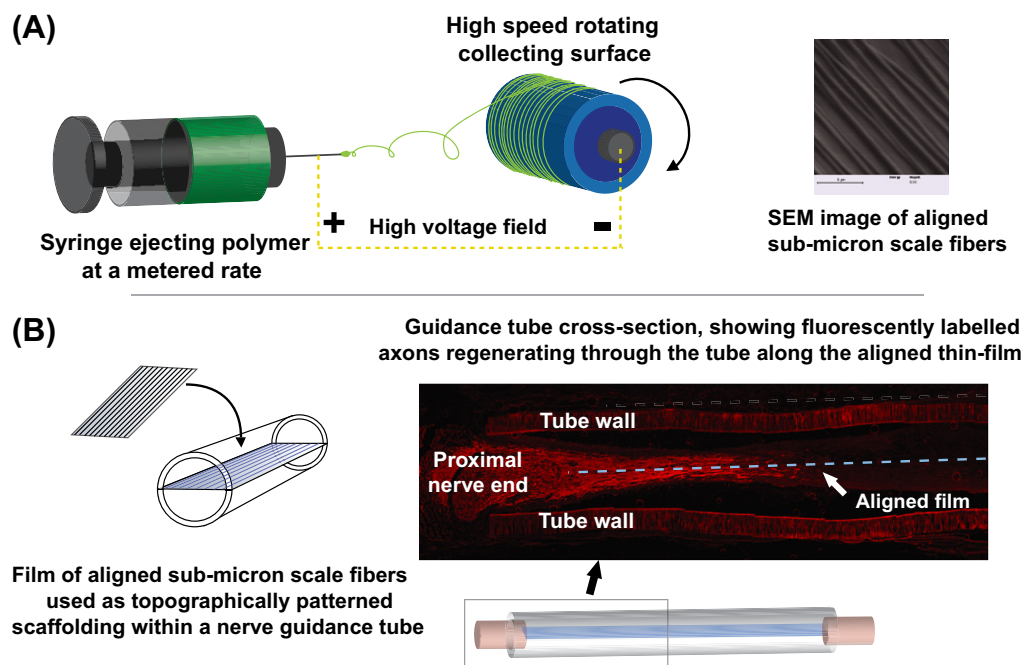 (A)
High speed rotating
collecting surface
+
High voltage field
-
Syringe ejecting polymer
at a metered rate
SEM image of aligned
sub-micron scale fibers
(B)
Guidance tube cross-section, showing fluorescently labelled
axons regenerating through the tube along the aligned thin-film
Tube wall
Proximal
nerve end
Aligned film
Tube wall
Film of aligned sub-micron scale fibers
used as topographically patterned
scaffolding within a nerve guidance tube